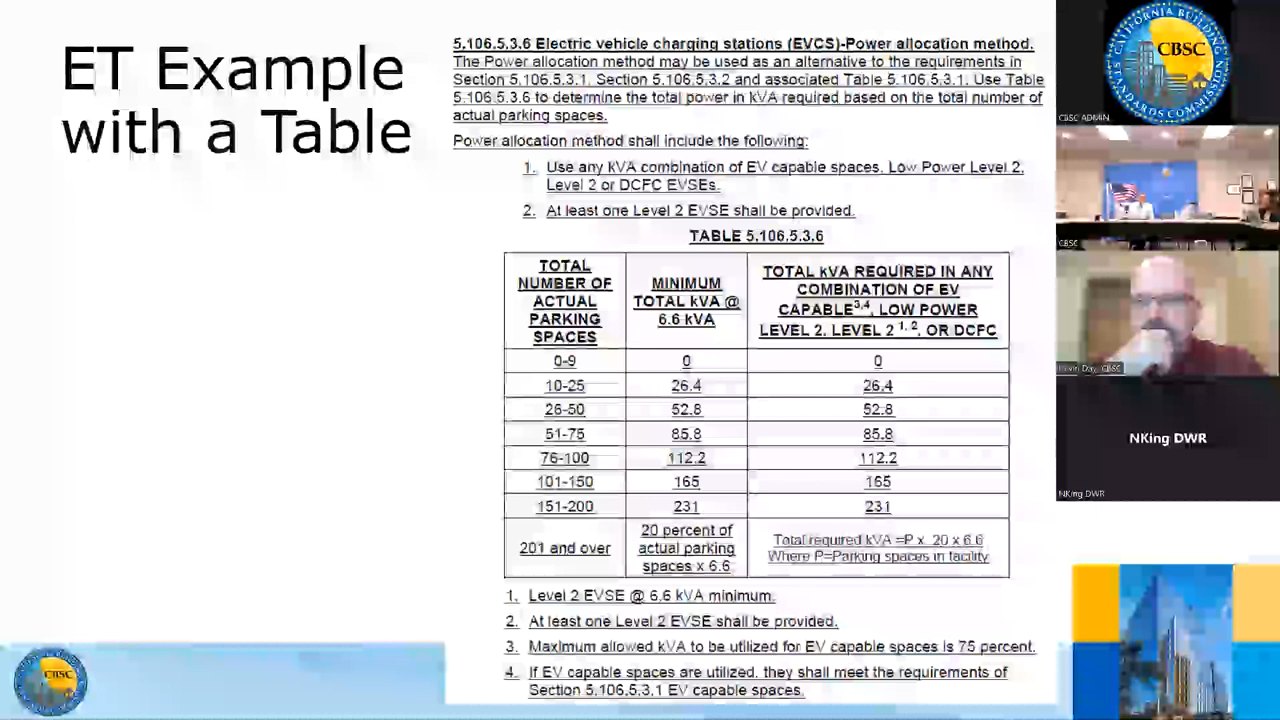 ET Example
with a Table
5.106.5.3.6 Electric vehicle charging stations (EVCS)-Power allocation method.
The Power allocation method may be used as an alternative to the requirements in
Section 5.106.5.3.1, Section 5.106.5.3.2 and associated Table 5.106.5.3.1. Use Table
5.106.5.3.6 to determine the total power in kVA required based on the total number of
actual parking spaces.
Power allocation method shall include the following:
1. Use any kVA combination of EV capable spaces, Low Power Level 2,
Level 2 or DCFC EVSEs.
2. At least one Level 2 EVSE shall be provided.
TABLE 5.106.5.3.6
TOTAL
NUMBER OF
ACTUAL
PARKING
SPACES
MINIMUM
TOTAL kVA @
6.6 kVA
TOTAL kVA REQUIRED IN ANY
COMBINATION OF EV
CAPABLE3,4, LOW POWER
LEVEL 2, LEVEL 2 1, 2, OR DCFC
0-9 0 0
10-25 26.4 26.4
26-50 52.8 52.8
51-75 85.8 85.8
76-100 112.2 112.2
101-150 165 165
151-200 231 231
201 and over
20 percent of
actual parking
spaces x 6.6
Total required kVA =P x .20 x 6.6
Where P=Parking spaces in facility
1. Level 2 EVSE @ 6.6 kVA minimum.
2. At least one Level 2 EVSE shall be provided.
3. Maximum allowed kVA to be utilized for EV capable spaces is 75 percent.
4. If EV capable spaces are utilized, they shall meet the requirements of
Section 5.106.5.3.1 EV capable spaces.
CBSC
CALIFORNIA BUILDING
STANDARDS COMMISSION
CBSC
CBSC ADMIN
CBSC
Kevin Day, CBSC
NKing DWR
NKing DWR